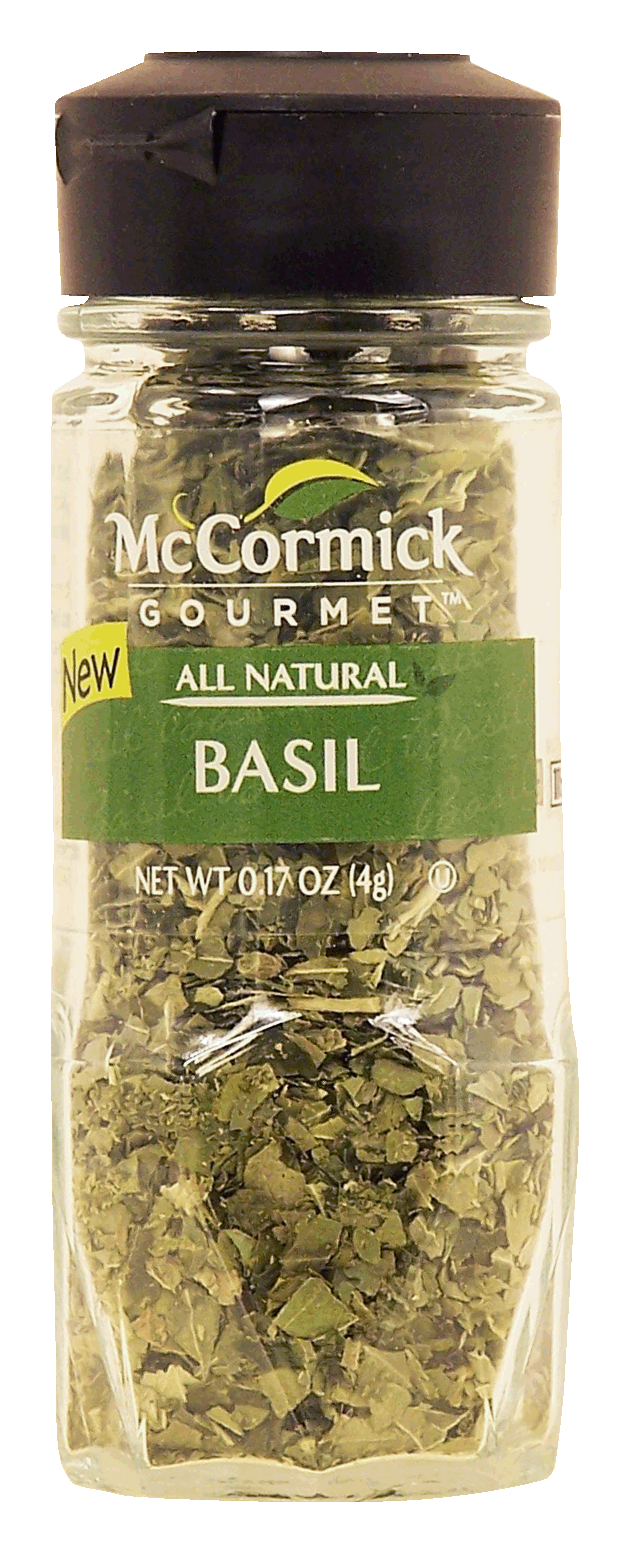 McCormick
GOURMET™
New
ALL NATURAL
BASIL
NET WT 0.17 OZ (4g) Ⓤ